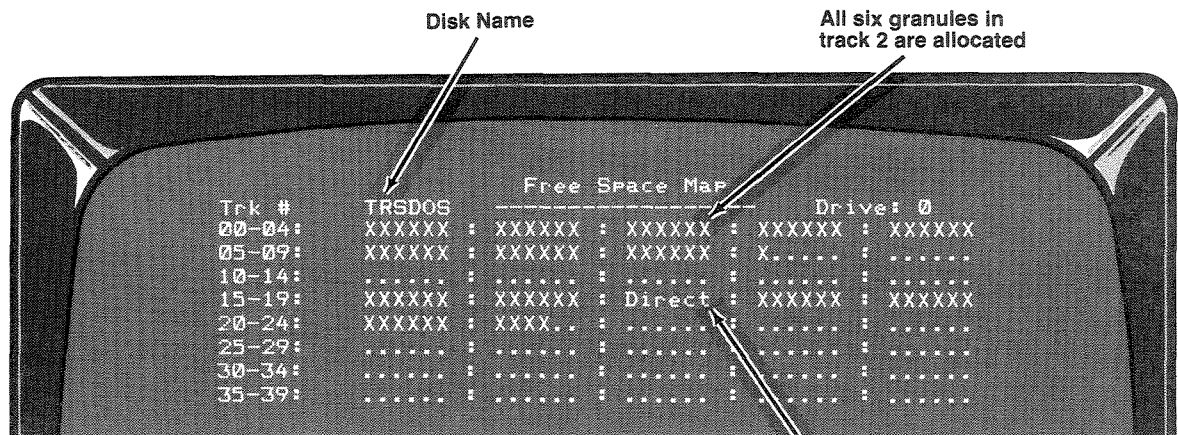 Disk Name
All six granules in
track 2 are allocated
Free Space Map
Trk # TRSDOS ------------------ Drive: 0
00-04: XXXXXX : XXXXXX : XXXXXX : XXXXXX : XXXXXX
05-09: XXXXXX : XXXXXX : XXXXXX : X..... : ......
10-14: ...... : ...... : ...... : ...... : ......
15-19: XXXXXX : XXXXXX : Direct : XXXXXX : XXXXXX
20-24: XXXXXX : XXXX.. : ...... : ...... : ......
25-29: ...... : ...... : ...... : ...... : ......
30-34: ...... : ...... : ...... : ...... : ......
35-39: ...... : ...... : ...... : ...... : ......